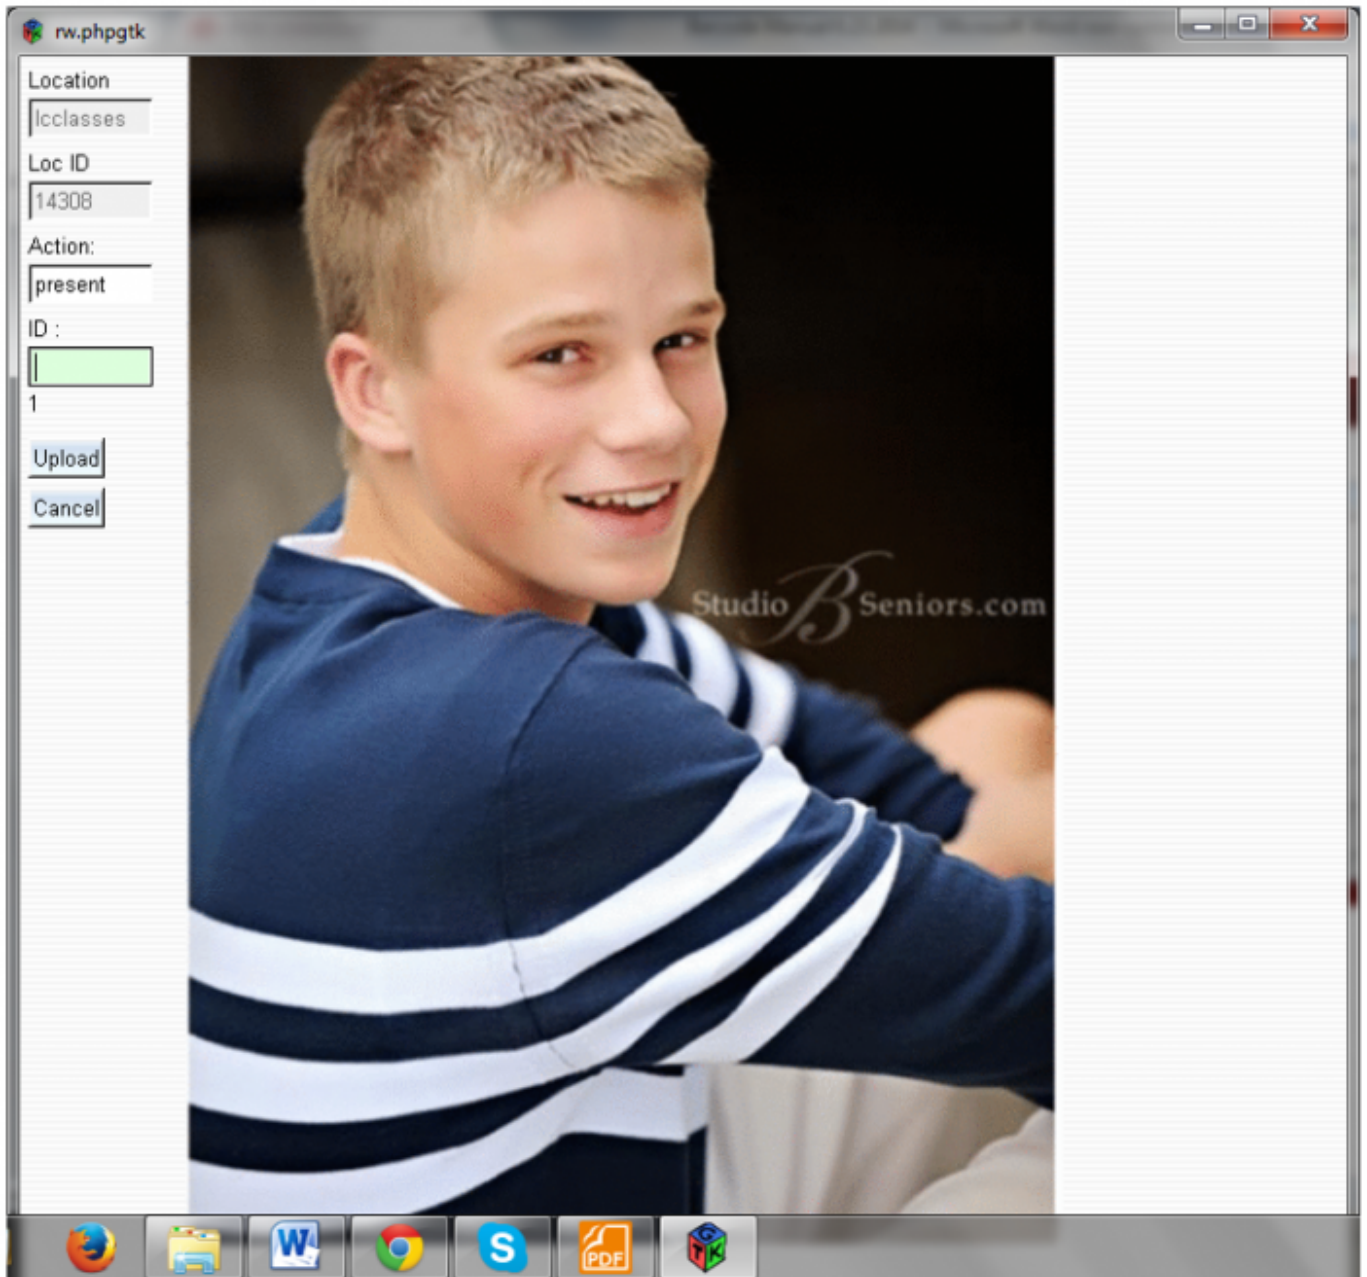 rw.phpgtk
Location
lcclasses
Loc ID
14308
Action:
present
ID :
1
Upload
Cancel
Studio B Seniors.com
W
S
PDF
G
T K